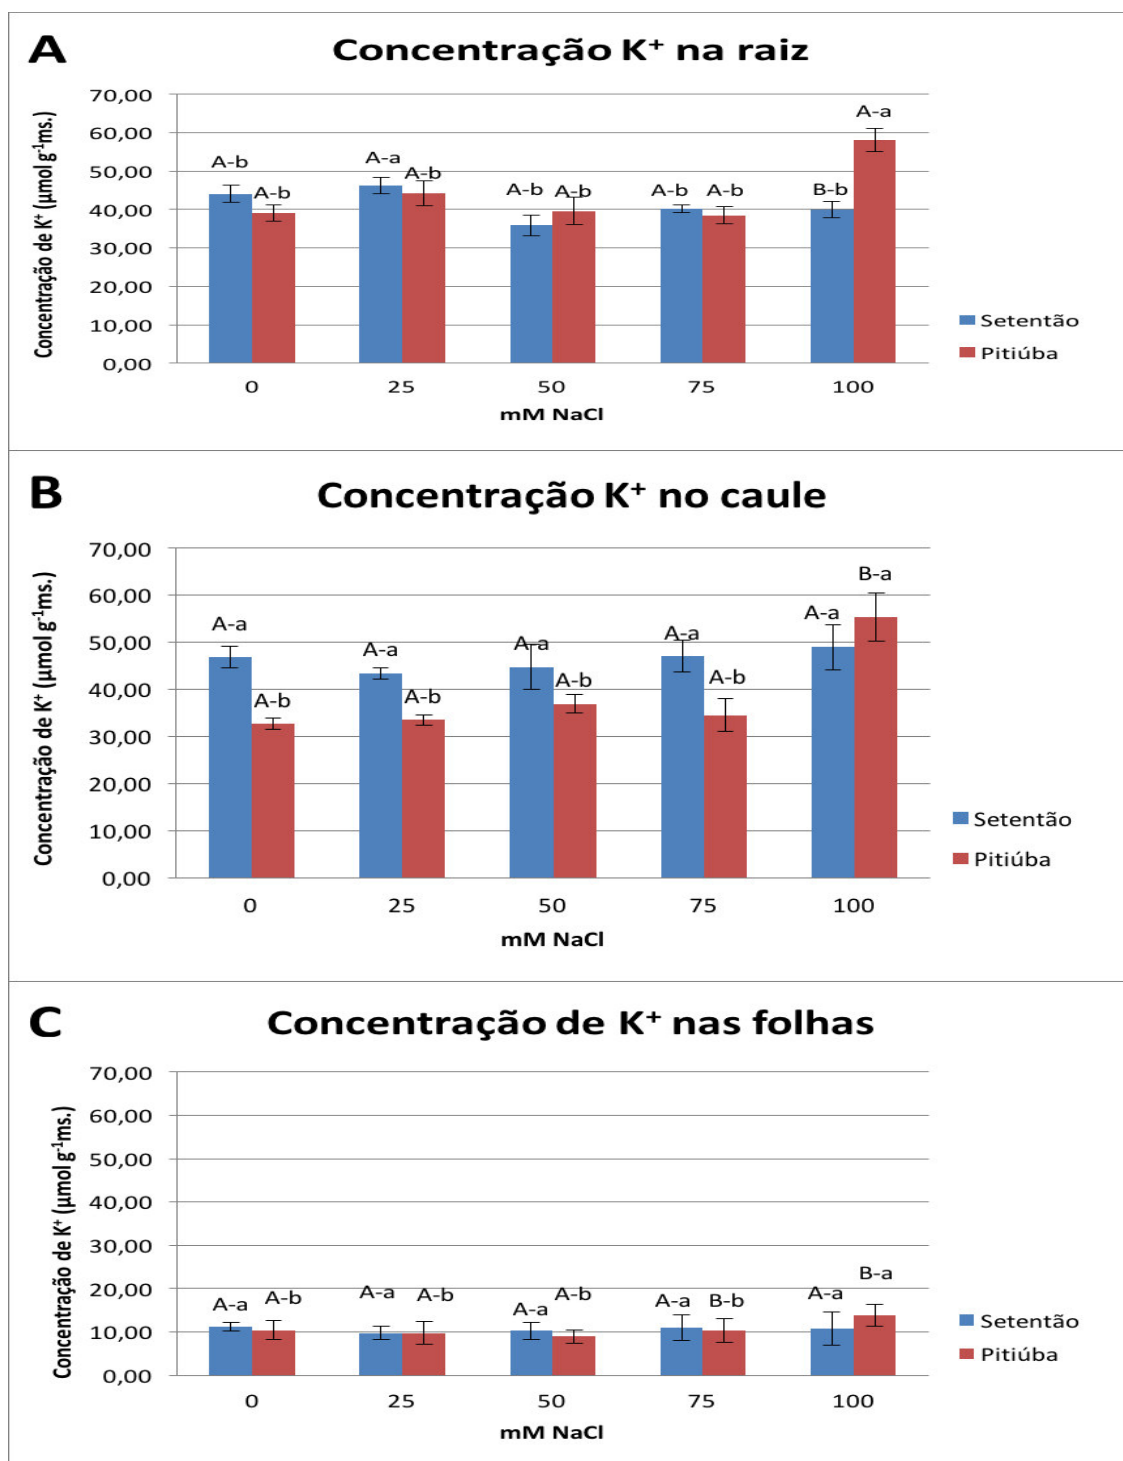 A
Concentração K⁺ na raiz
Concentração de K⁺ (µmol g⁻¹ms.)
70,00
60,00
50,00
40,00
30,00
20,00
10,00
0,00
A-b
A-b
A-a
A-b
A-b
A-b
A-b
A-b
B-b
A-a
0
25
50
75
100
mM NaCl
Setentão
Pitiúba
B
Concentração K⁺ no caule
Concentração de K⁺ (µmol g⁻¹ms.)
70,00
60,00
50,00
40,00
30,00
20,00
10,00
0,00
A-a
A-b
A-a
A-b
A-a
A-b
A-a
A-b
A-a
B-a
0
25
50
75
100
mM NaCl
Setentão
Pitiúba
C
Concentração de K⁺ nas folhas
Concentração de K⁺ (µmol g⁻¹ms.)
70,00
60,00
50,00
40,00
30,00
20,00
10,00
0,00
A-a
A-b
A-a
A-b
A-a
A-b
A-a
B-b
A-a
B-a
0
25
50
75
100
mM NaCl
Setentão
Pitiúba